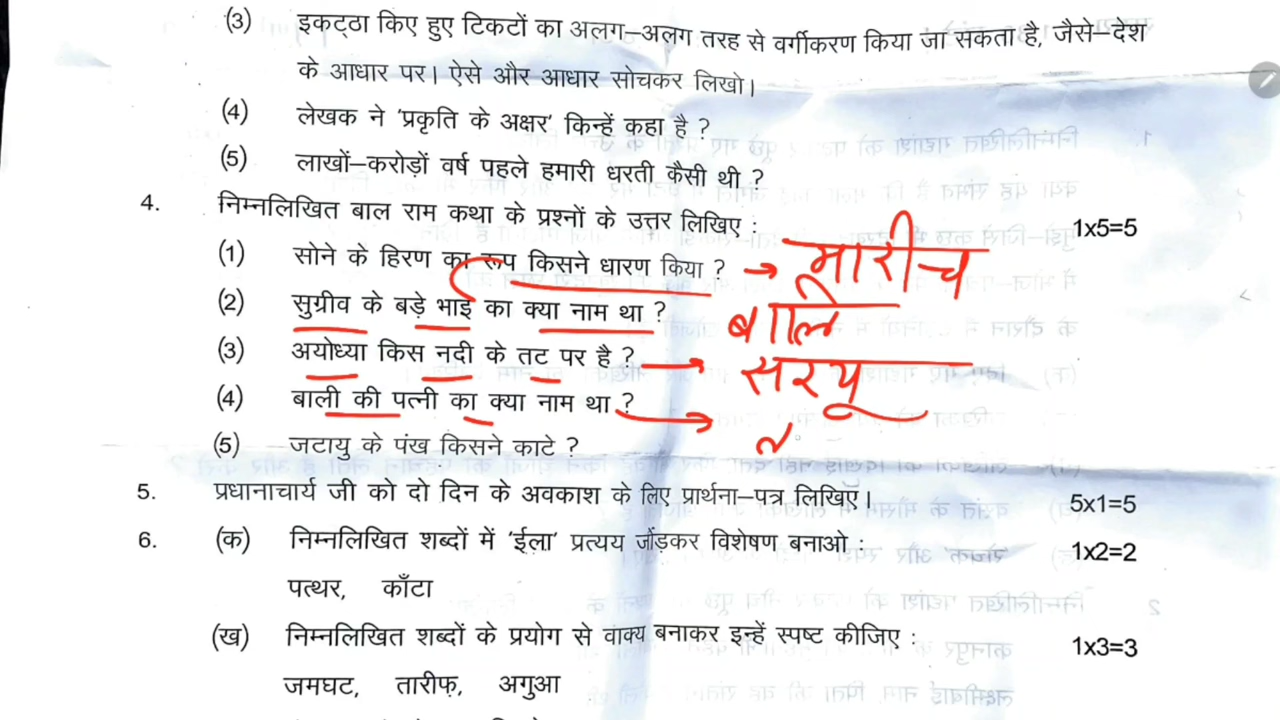 (3) इकट्ठा किए हुए टिकटों का अलग–अलग तरह से वर्गीकरण किया जा सकता है, जैसे–देश
के आधार पर। ऐसे और आधार सोचकर लिखो।
(4) लेखक ने 'प्रकृति के अक्षर' किन्हें कहा है ?
(5) लाखों–करोड़ों वर्ष पहले हमारी धरती कैसी थी ?
4. निम्नलिखित बाल राम कथा के प्रश्नों के उत्तर लिखिए : 1x5=5
(1) सोने के हिरण का रूप किसने धारण किया ? → मारीच
(2) सुग्रीव के बड़े भाई का क्या नाम था ? बालि
(3) अयोध्या किस नदी के तट पर है ? → सरयू
(4) बाली की पत्नी का क्या नाम था ? →
(5) जटायु के पंख किसने काटे ?
5. प्रधानाचार्य जी को दो दिन के अवकाश के लिए प्रार्थना–पत्र लिखिए। 5x1=5
6. (क) निम्नलिखित शब्दों में 'ईला' प्रत्यय जोंड़कर विशेषण बनाओ : 1x2=2
पत्थर, काँटा
(ख) निम्नलिखित शब्दों के प्रयोग से वाक्य बनाकर इन्हें स्पष्ट कीजिए : 1x3=3
जमघट, तारीफ़, अगुआ